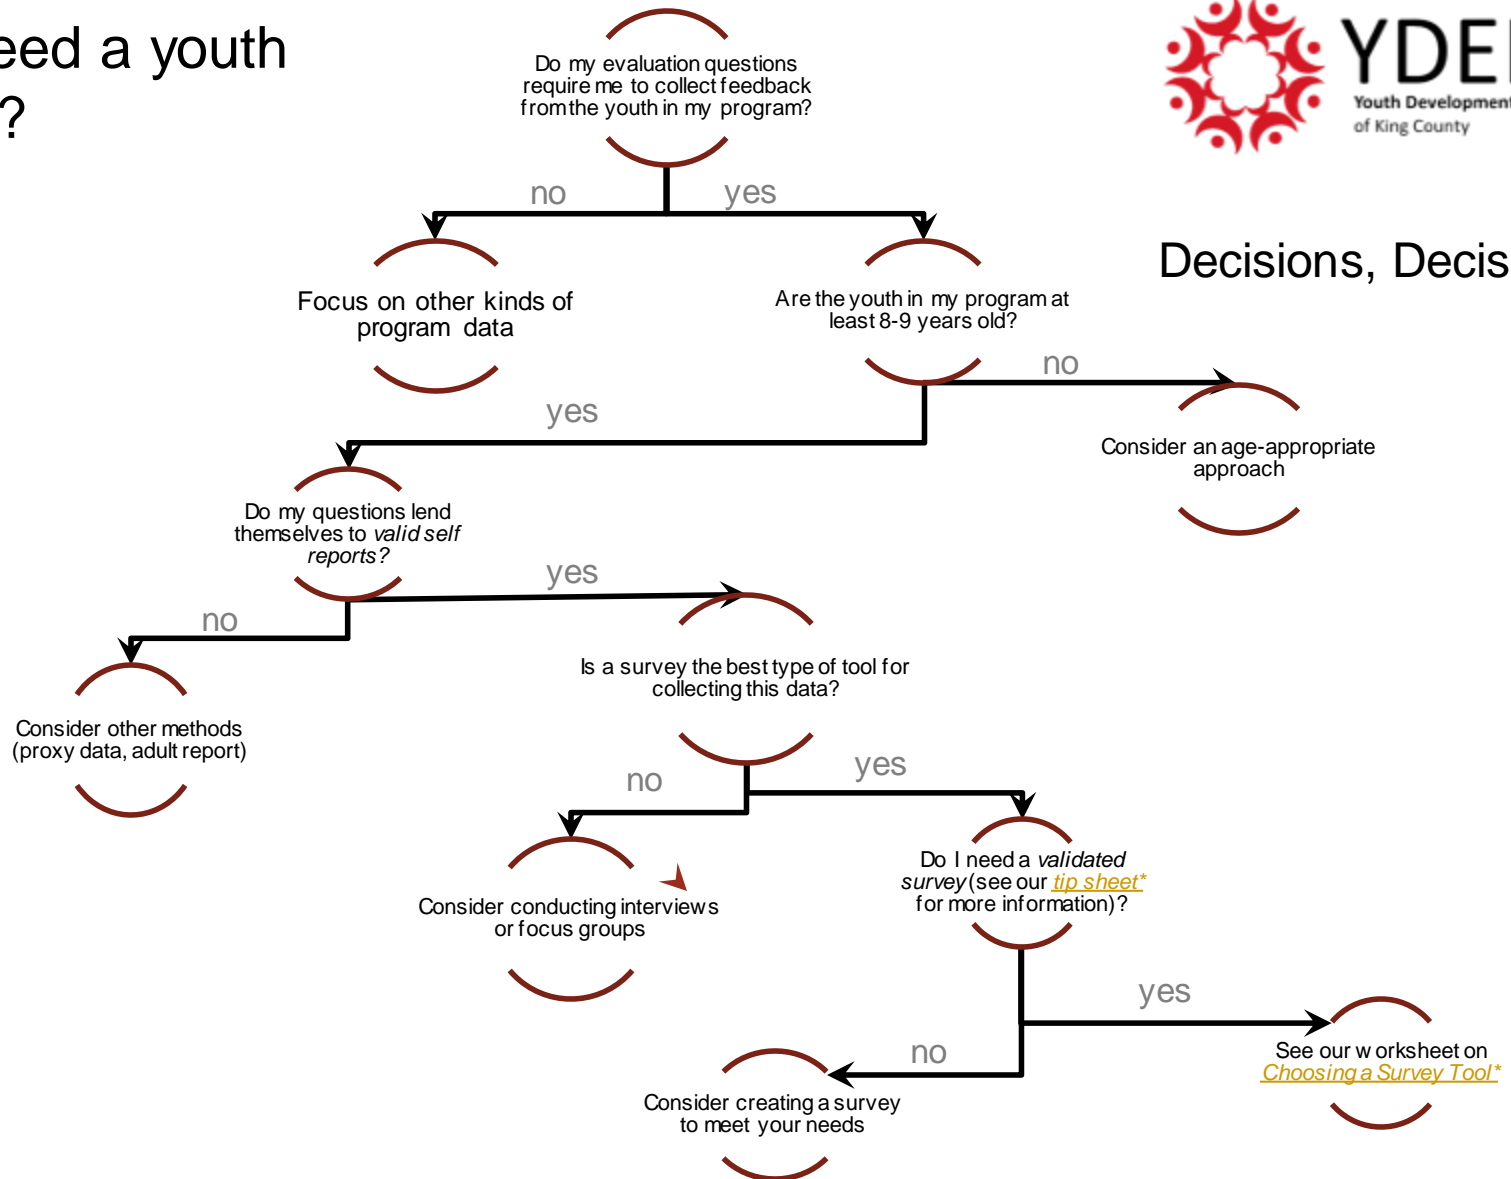 eed a youth
?
YDE
Youth Development
of King County
Decisions, Decis
Do my evaluation questions
require me to collect feedback
from the youth in my program?
no
yes
Focus on other kinds of
program data
Are the youth in my program at
least 8-9 years old?
no
yes
Consider an age-appropriate
approach
Do my questions lend
themselves to valid self
reports?
yes
no
Is a survey the best type of tool for
collecting this data?
Consider other methods
(proxy data, adult report)
no
yes
Do I need a validated
survey (see our tip sheet*
for more information)?
Consider conducting interviews
or focus groups
yes
no
See our worksheet on
Choosing a Survey Tool*
Consider creating a survey
to meet your needs